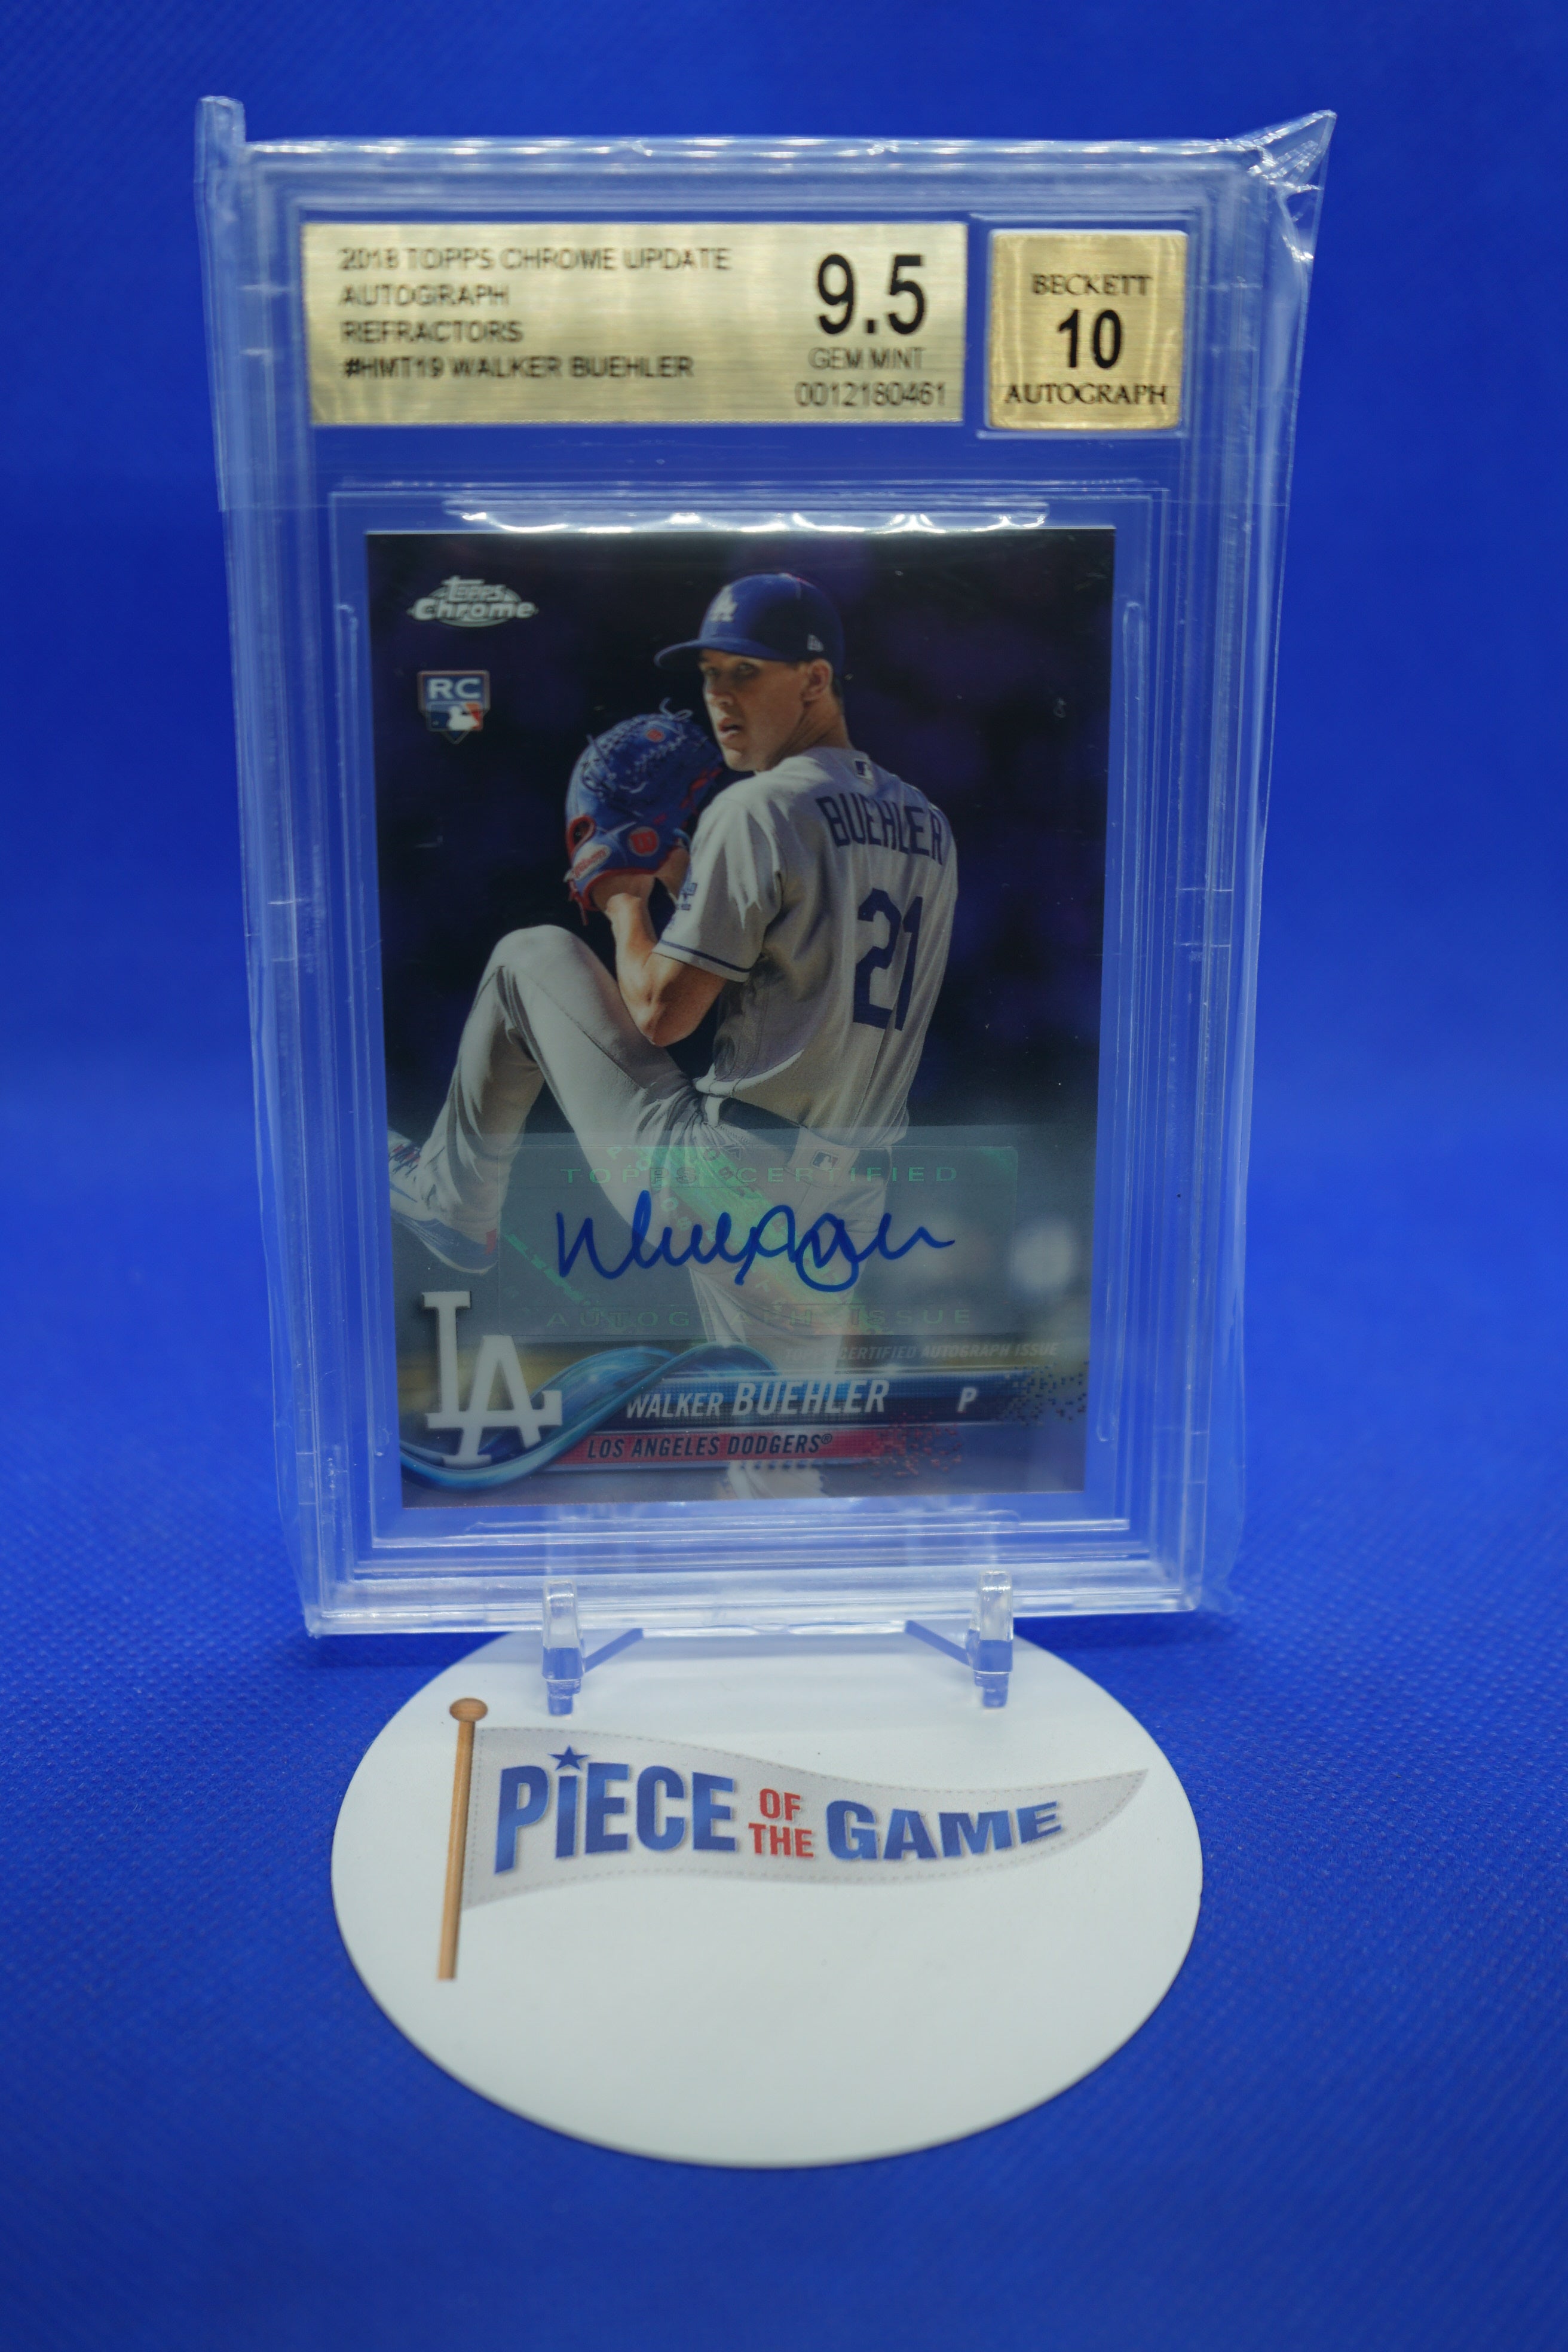 2018 TOPPS CHROME UPDATE
AUTOGRAPH
REFRACTORS
#HMT19 WALKER BUEHLER
9.5
GEM MINT
0012180461
BECKETT
10
AUTOGRAPH
TOPPS
Chrome
RC
LA
BUEHLER
21
TOPPS CERTIFIED
AUTOGRAPH ISSUE
TOPPS CERTIFIED AUTOGRAPH ISSUE
LA
WALKER BUEHLER P
LOS ANGELES DODGERS®
PiECE OF THE GAME